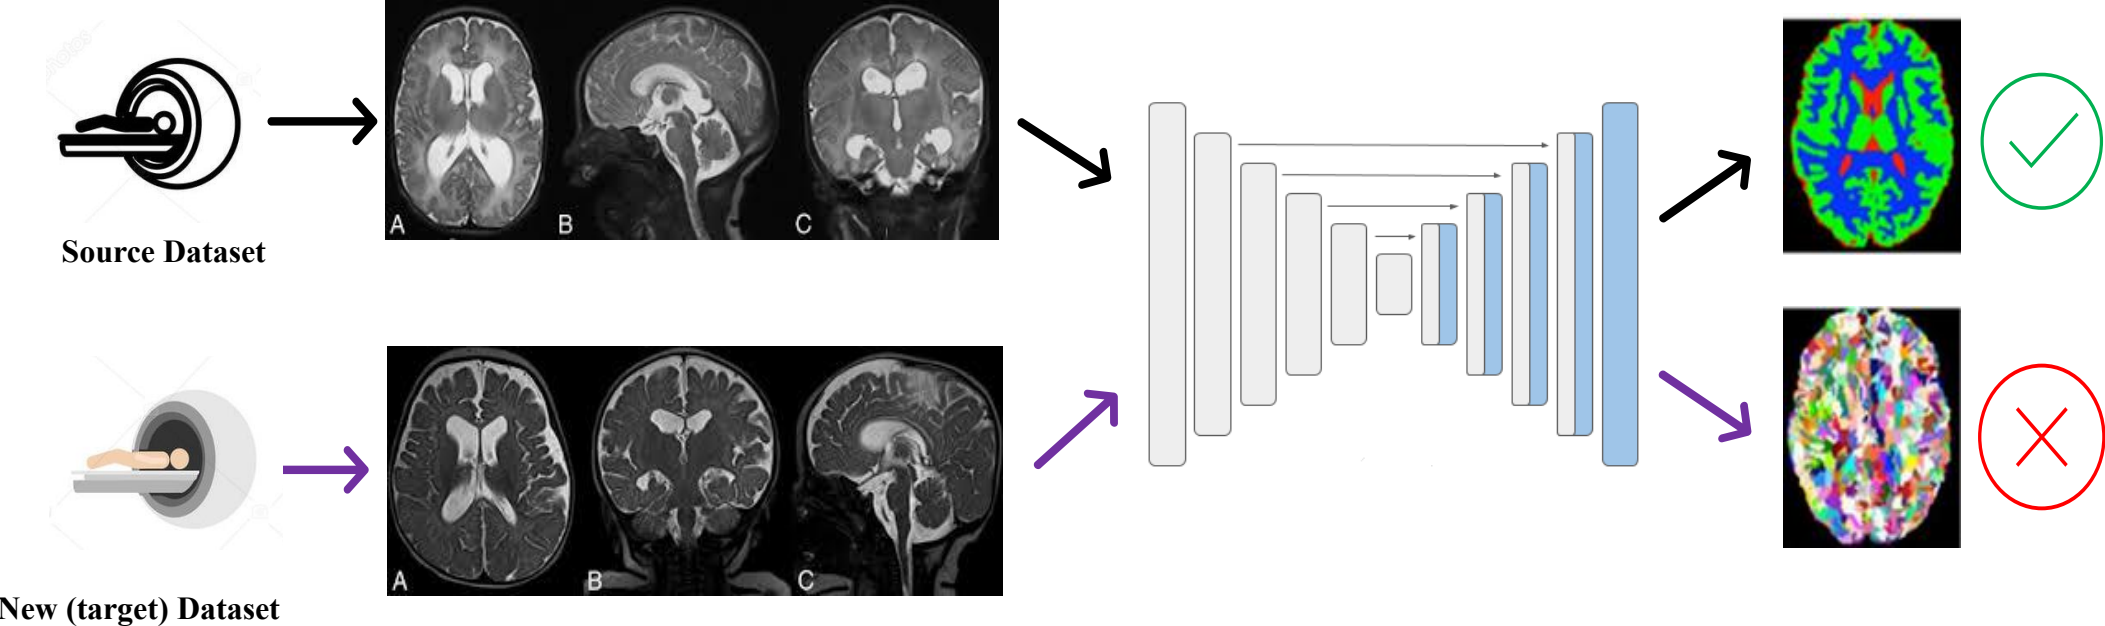 A B C
Source Dataset
A B C
New (target) Dataset